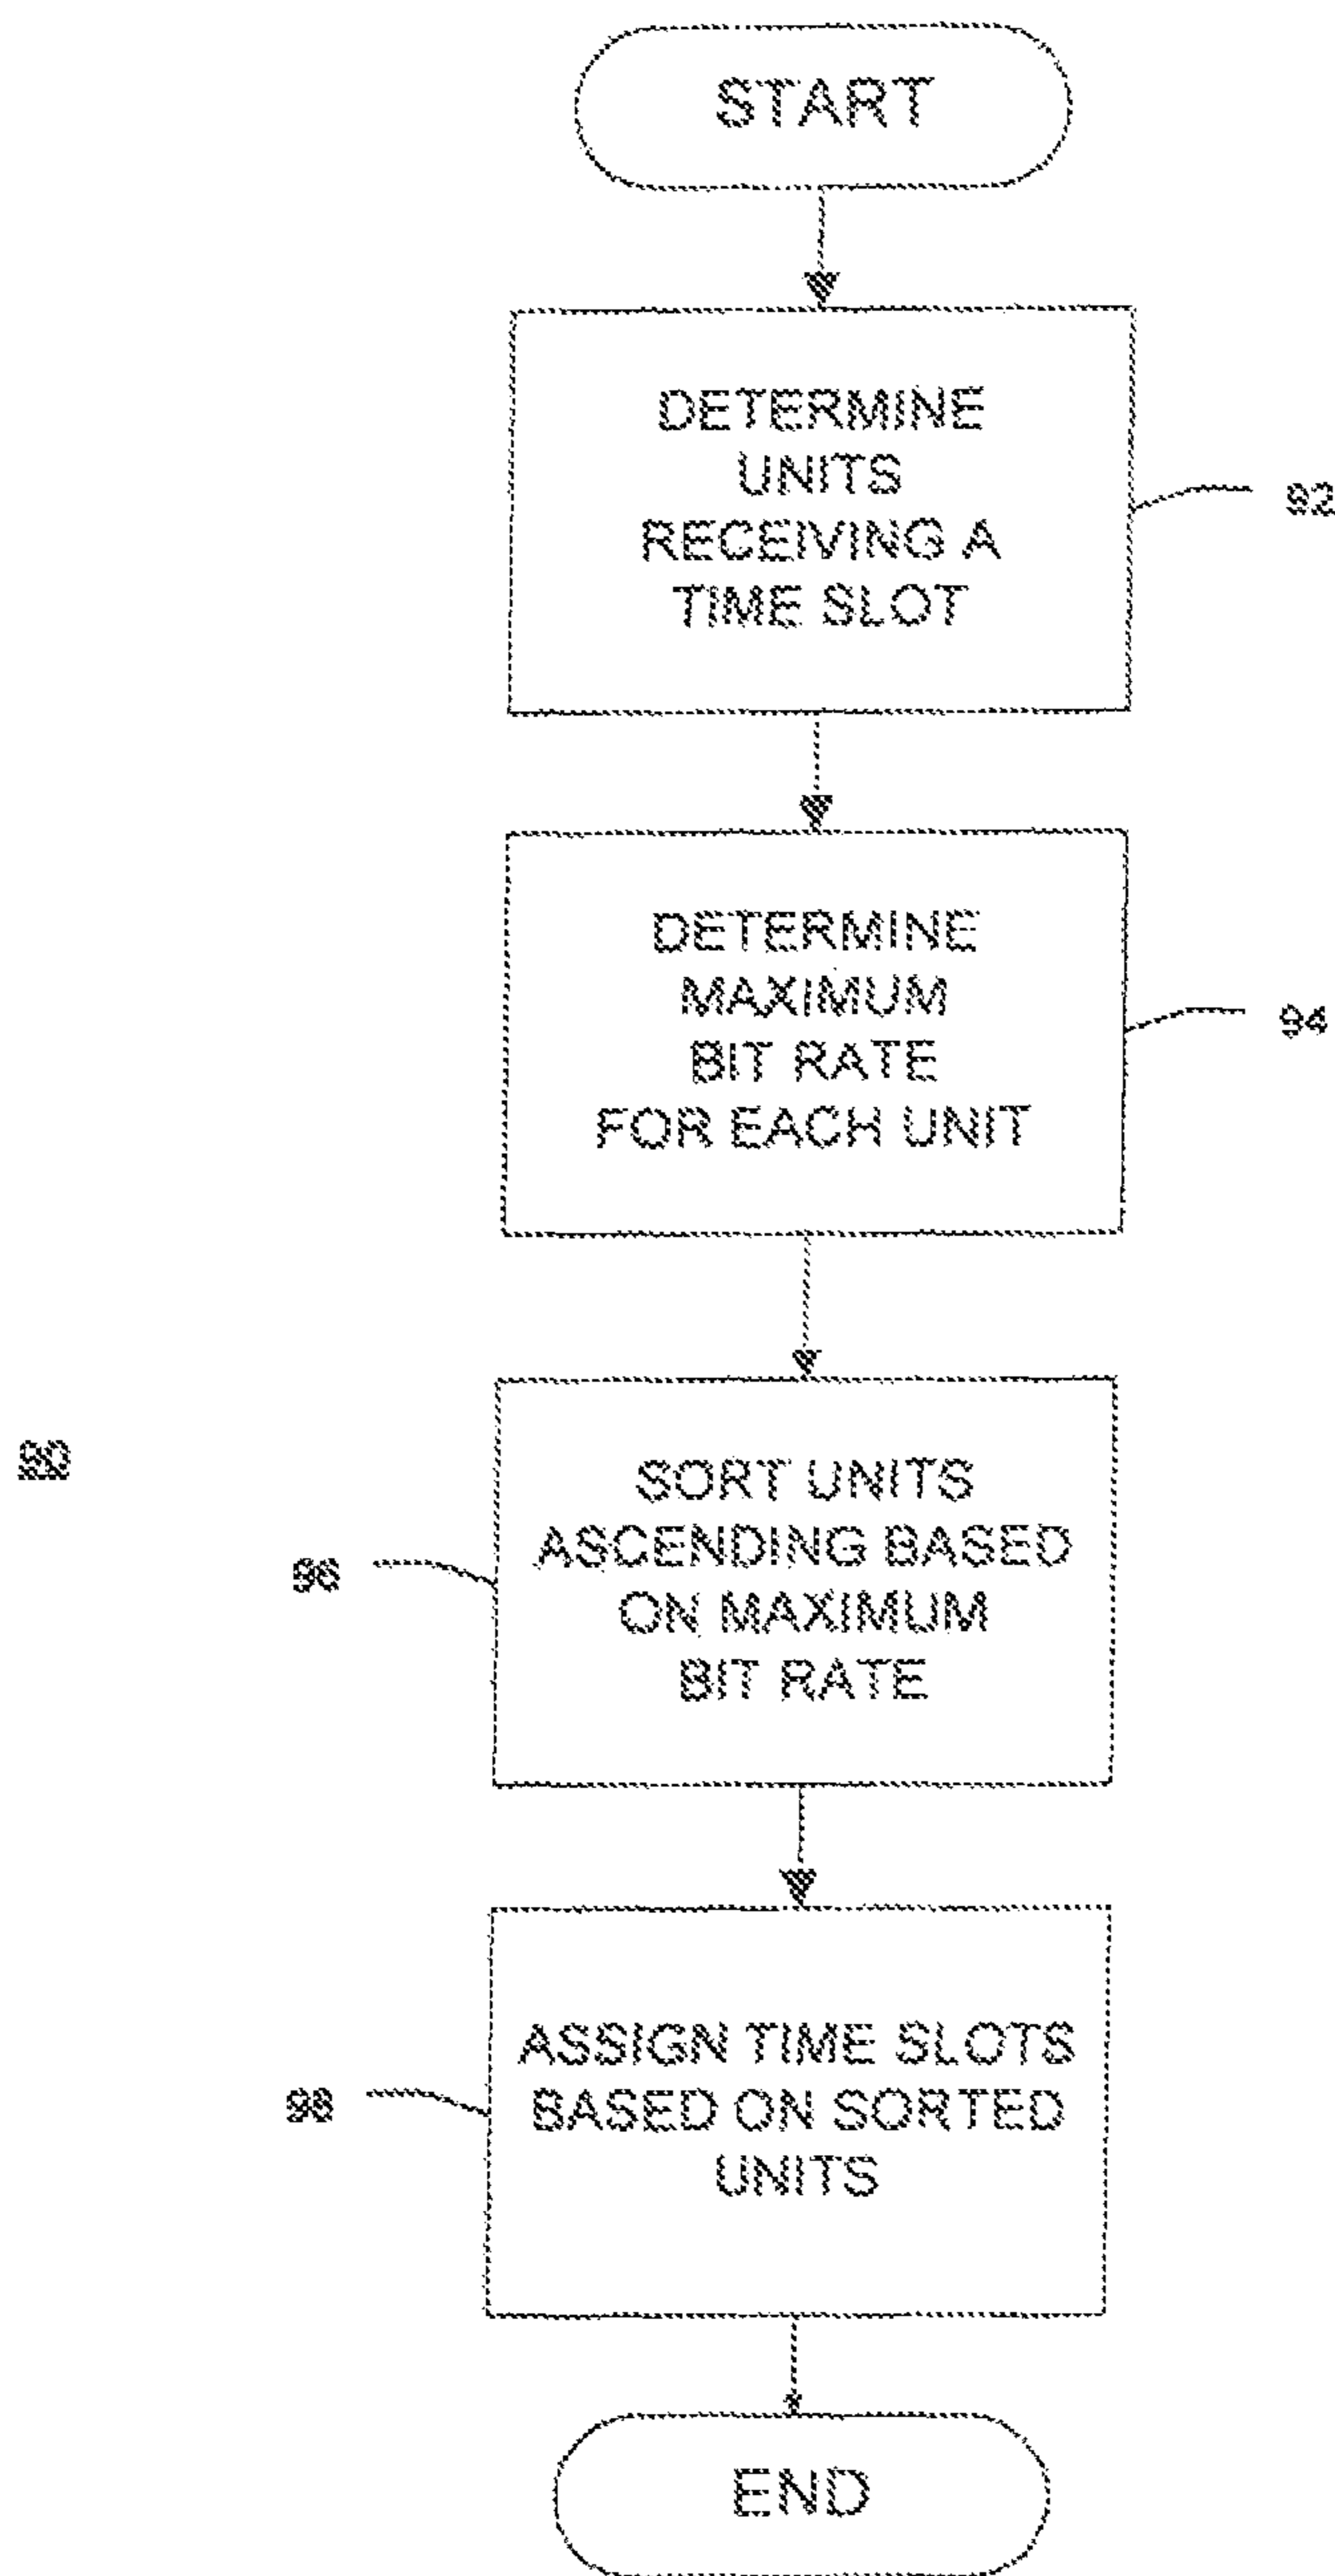 START
DETERMINE
UNITS
RECEIVING A
TIME SLOT
92
DETERMINE
MAXIMUM
BIT RATE
FOR EACH UNIT
94
90
SORT UNITS
ASCENDING BASED
ON MAXIMUM
BIT RATE
96
ASSIGN TIME SLOTS
BASED ON SORTED
UNITS
98
END